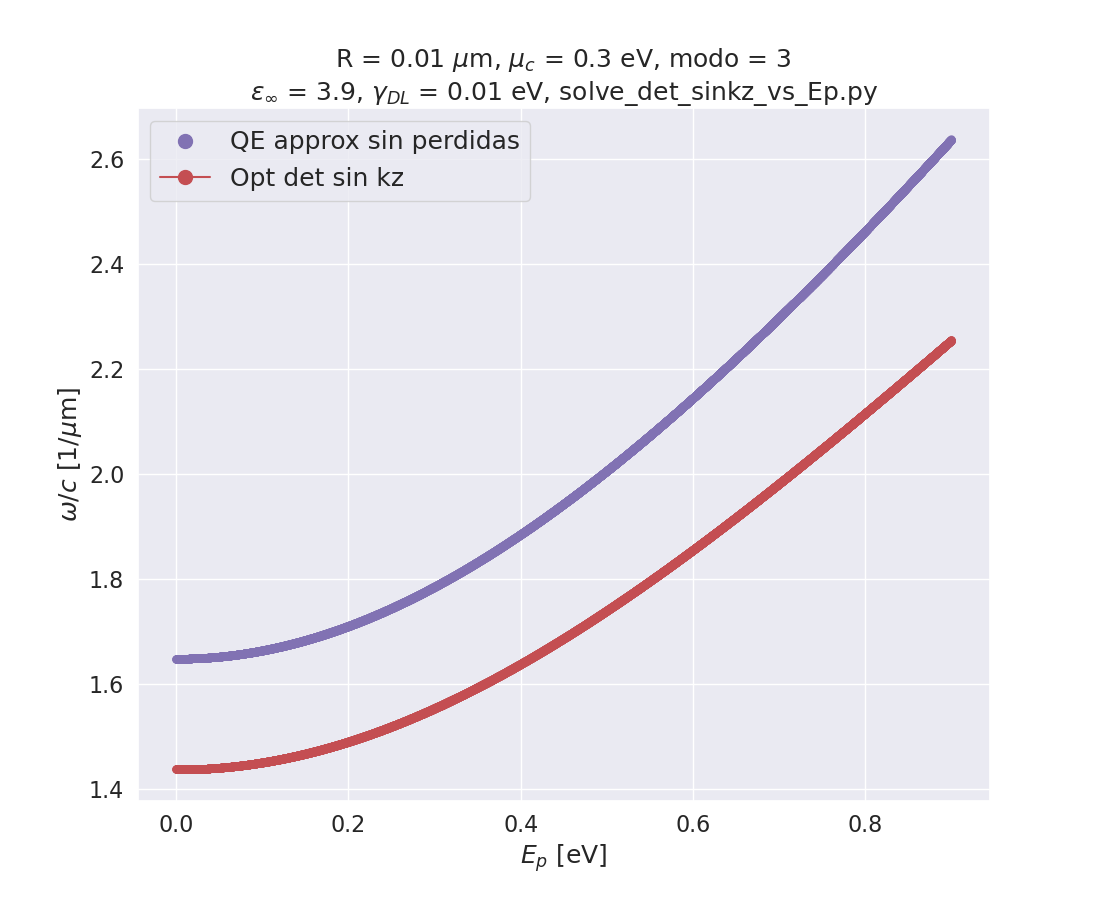 R = 0.01 μm, μ_c = 0.3 eV, modo = 3
ε_∞ = 3.9, γ_DL = 0.01 eV, solve_det_sinkz_vs_Ep.py
QE approx sin perdidas
Opt det sin kz
2.6
2.4
2.2
2.0
1.8
1.6
1.4
ω/c [1/μm]
0.0 0.2 0.4 0.6 0.8
E_p [eV]